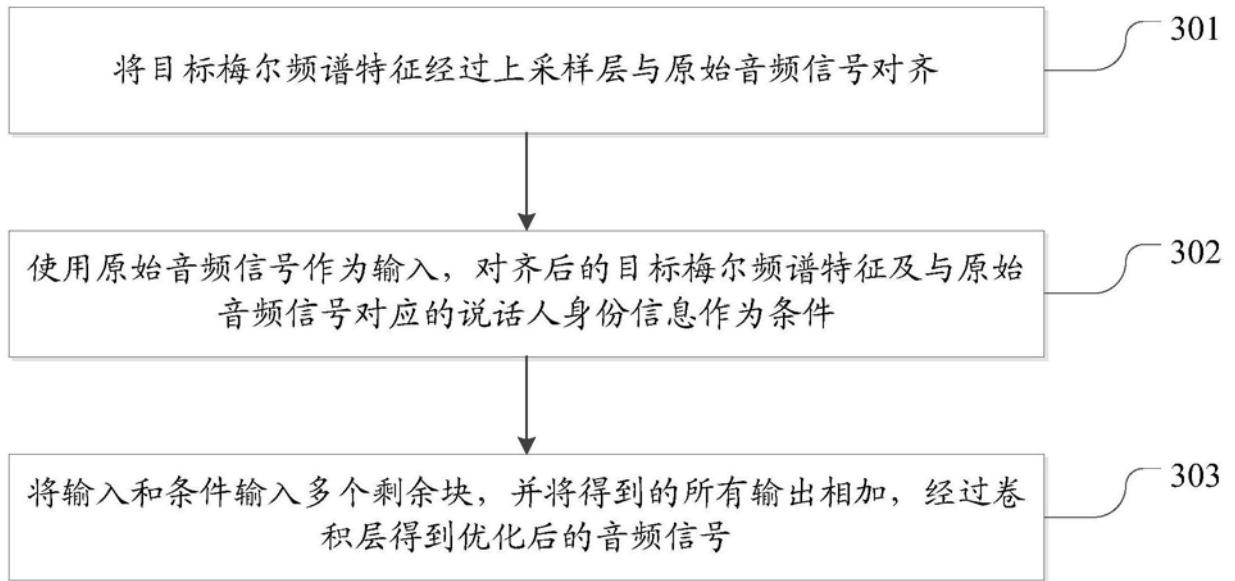 将目标梅尔频谱特征经过上采样层与原始音频信号对齐
301
使用原始音频信号作为输入，对齐后的目标梅尔频谱特征及与原始
音频信号对应的说话人身份信息作为条件
302
将输入和条件输入多个剩余块，并将得到的所有输出相加，经过卷
积层得到优化后的音频信号
303